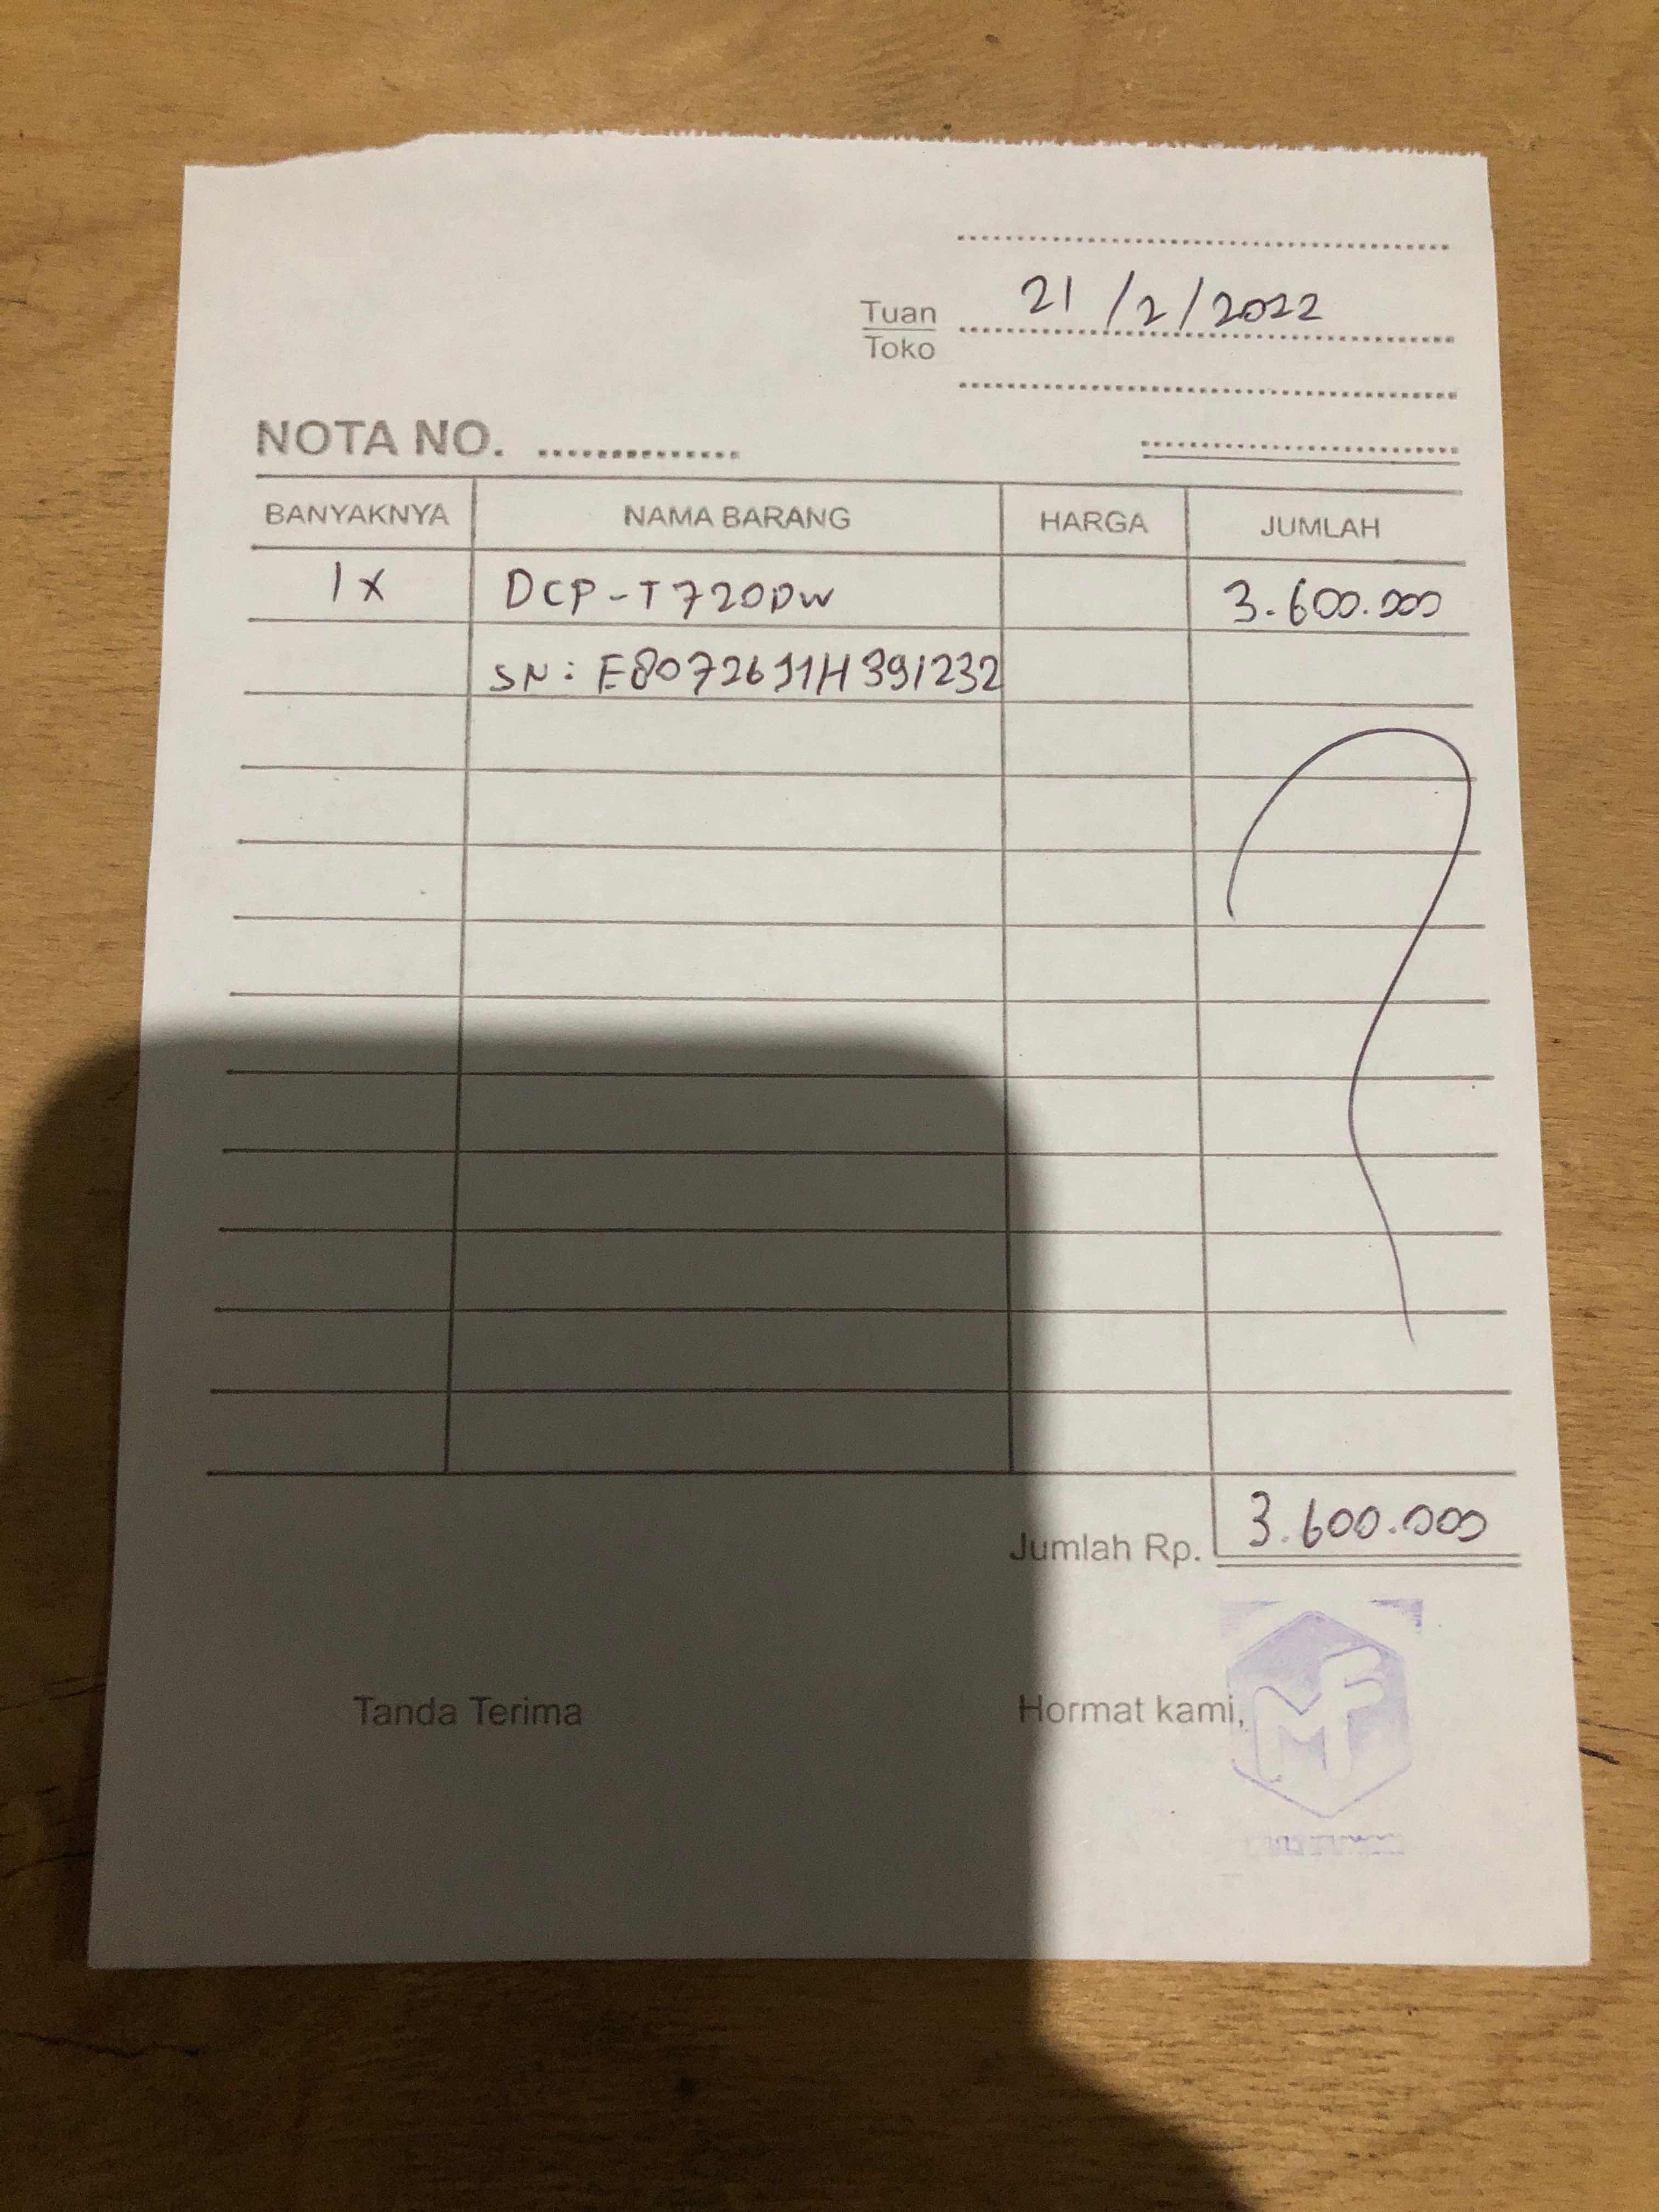 21/2/2022
Tuan
Toko
NOTA NO.
BANYAKNYA NAMA BARANG HARGA JUMLAH
1x DCP-T720DW 3.600.000
SN: E80726J1H391232
Jumlah Rp. 3.600.000
Tanda Terima Hormat kami,
MF